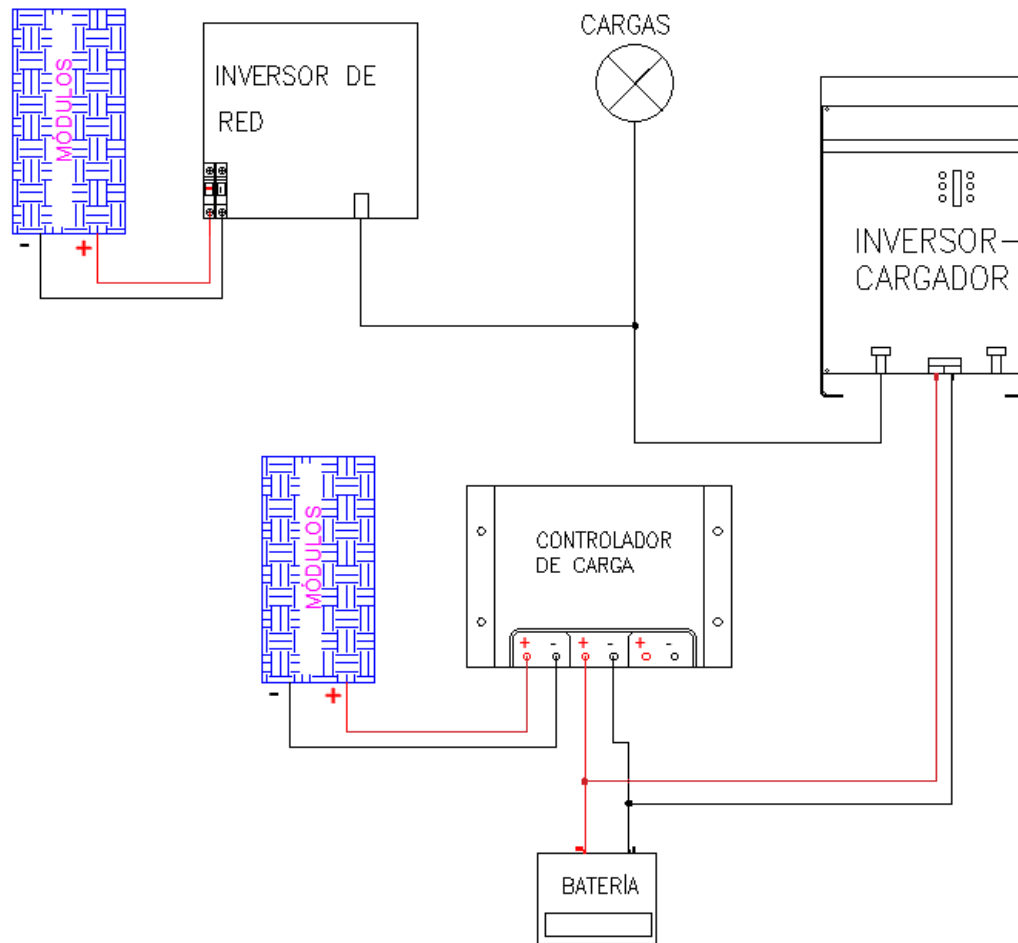 MÓDULOS
INVERSOR DE
RED
CARGAS
INVERSOR-
CARGADOR
- +
MÓDULOS
CONTROLADOR
DE CARGA
+ - + - + -
- +
BATERÍA